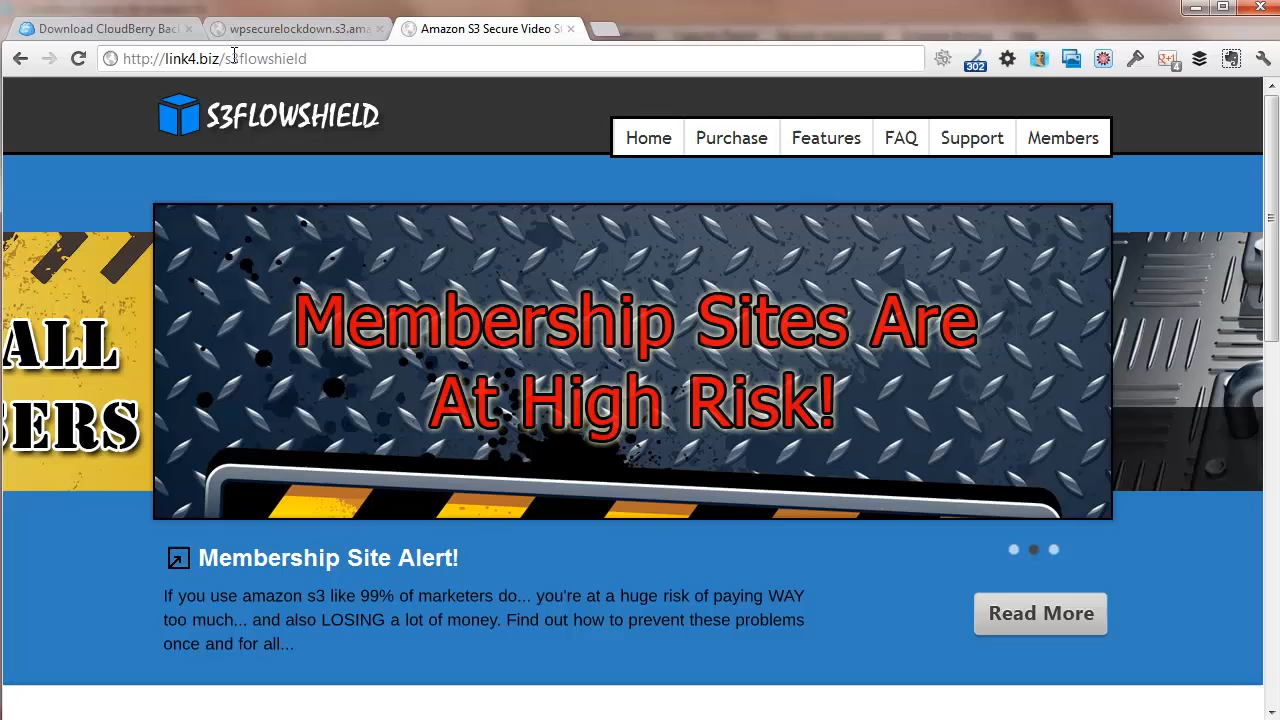 Download CloudBerry Bac
wpsecurelockdown.s3.ama
Amazon S3 Secure Video S
http://link4.biz/s3flowshield
302
g+1
4
S3FLOWSHIELD
Home
Purchase
Features
FAQ
Support
Members
ALL
Membership Sites Are
At High Risk!
Membership Site Alert!
If you use amazon s3 like 99% of marketers do... you're at a huge risk of paying WAY
too much... and also LOSING a lot of money. Find out how to prevent these problems
once and for all...
Read More